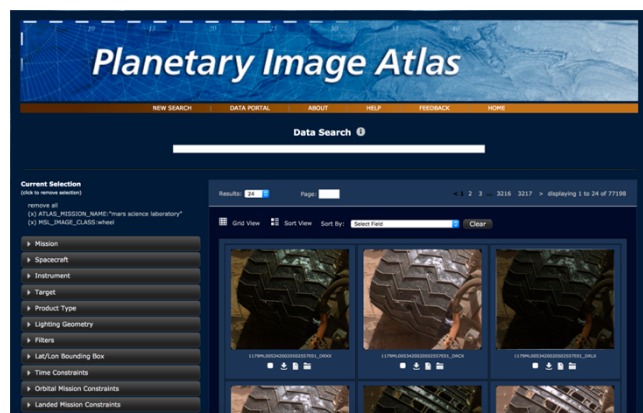 Planetary Image Atlas
NEW SEARCH DATA PORTAL ABOUT HELP FEEDBACK HOME
Data Search
Current Selection
(click to remove selection)
remove all
(x) ATLAS_MISSION_NAME:"mars science laboratory"
(x) MSL_IMAGE_CLASS:wheel
Results: 24 Page: < 1 2 3 ... 3216 3217 > displaying 1 to 24 of 77198
Grid View Sort View Sort By: Select Field Clear
Mission
Spacecraft
Instrument
Target
Product Type
Lighting Geometry
Filters
Lat/Lon Bounding Box
Time Constraints
Orbital Mission Constraints
Landed Mission Constraints